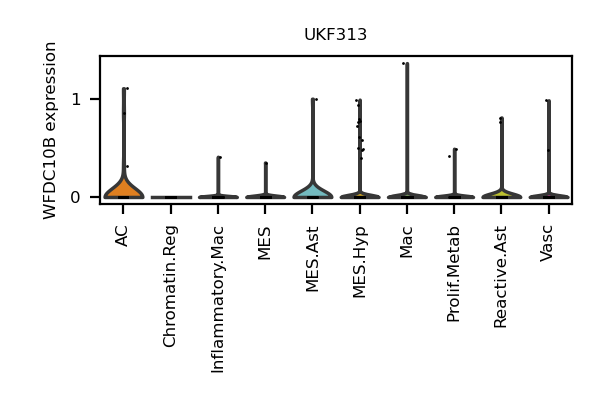 UKF313
WFDC10B expression
1
0
AC
Chromatin.Reg
Inflammatory.Mac
MES
MES.Ast
MES.Hyp
Mac
Prolif.Metab
Reactive.Ast
Vasc